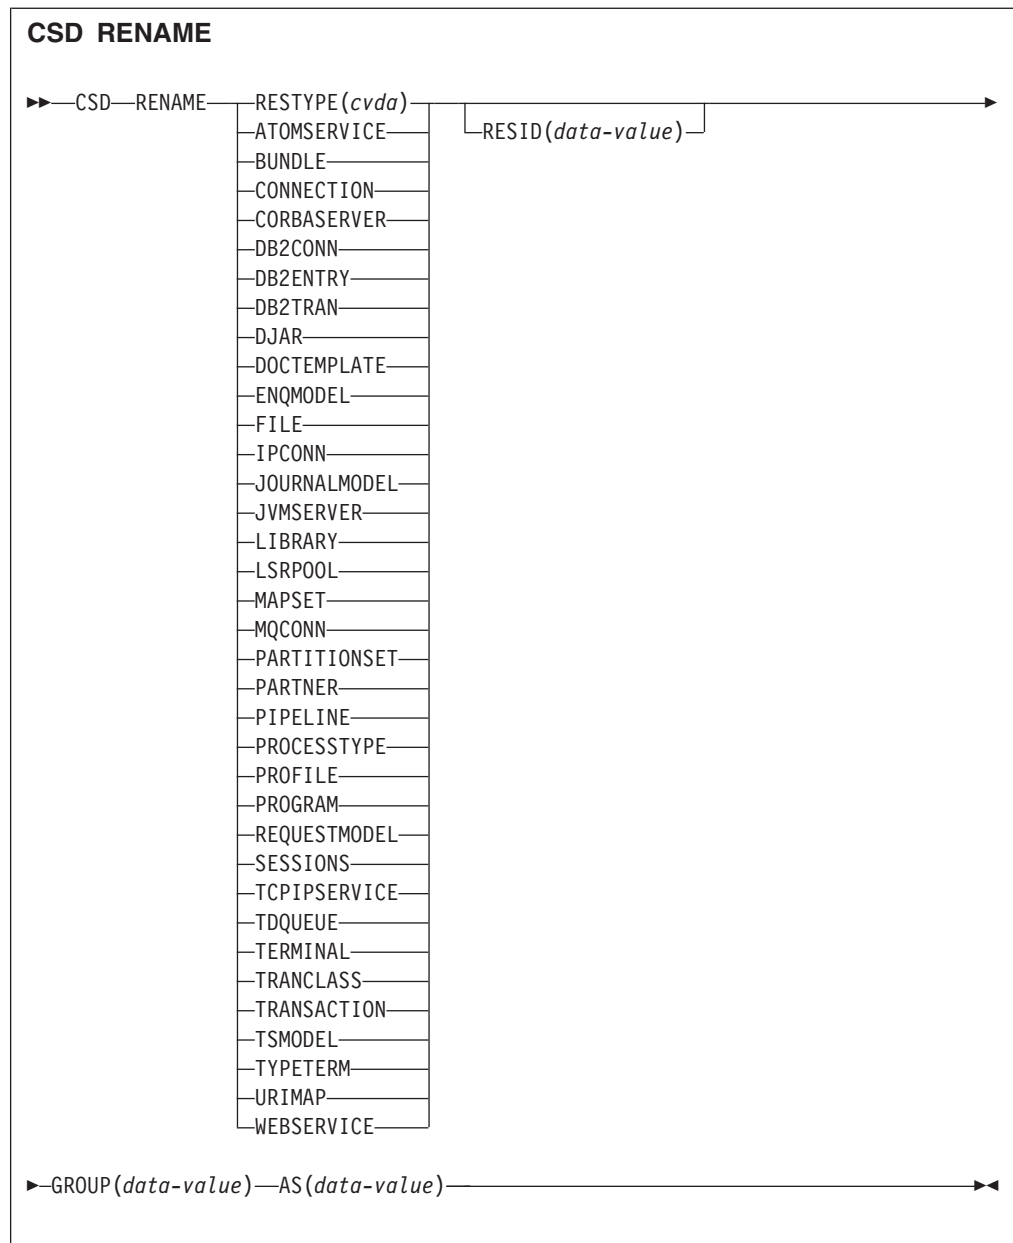 CSD RENAME
CSD RENAME RESTYPE(cvda)
ATOMSERVICE RESID(data-value)
BUNDLE
CONNECTION
CORBASERVER
DB2CONN
DB2ENTRY
DB2TRAN
DJAR
DOCTEMPLATE
ENQMODEL
FILE
IPCONN
JOURNALMODEL
JVMSERVER
LIBRARY
LSRPOOL
MAPSET
MQCONN
PARTITIONSET
PARTNER
PIPELINE
PROCESSTYPE
PROFILE
PROGRAM
REQUESTMODEL
SESSIONS
TCPIPSERVICE
TDQUEUE
TERMINAL
TRANCLASS
TRANSACTION
TSMODEL
TYPETERM
URIMAP
WEBSERVICE
GROUP(data-value) AS(data-value)